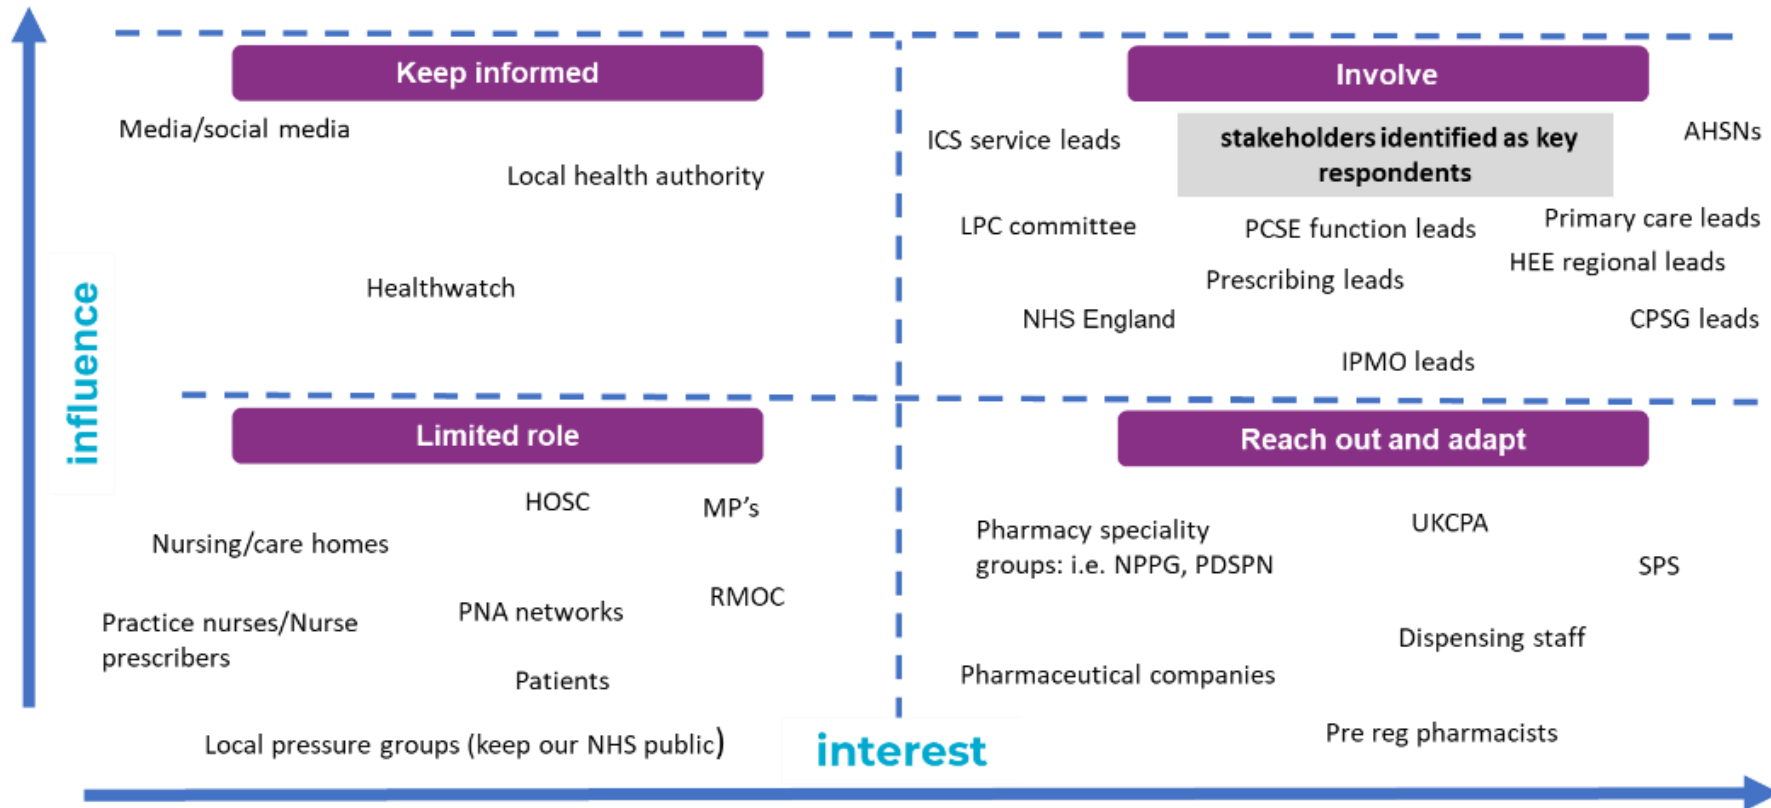 Keep informed
Media/social media
Local health authority
Healthwatch
Involve
stakeholders identified as key
respondents
ICS service leads
AHSNs
LPC committee
PCSE function leads
Primary care leads
HEE regional leads
Prescribing leads
NHS England
CPSG leads
IPMO leads
influence
Limited role
HOSC
MP's
Nursing/care homes
RMOC
PNA networks
Practice nurses/Nurse
prescribers
Patients
Local pressure groups (keep our NHS public)
Reach out and adapt
Pharmacy speciality
groups: i.e. NPPG, PDSPN
UKCPA
SPS
Dispensing staff
Pharmaceutical companies
Pre reg pharmacists
interest